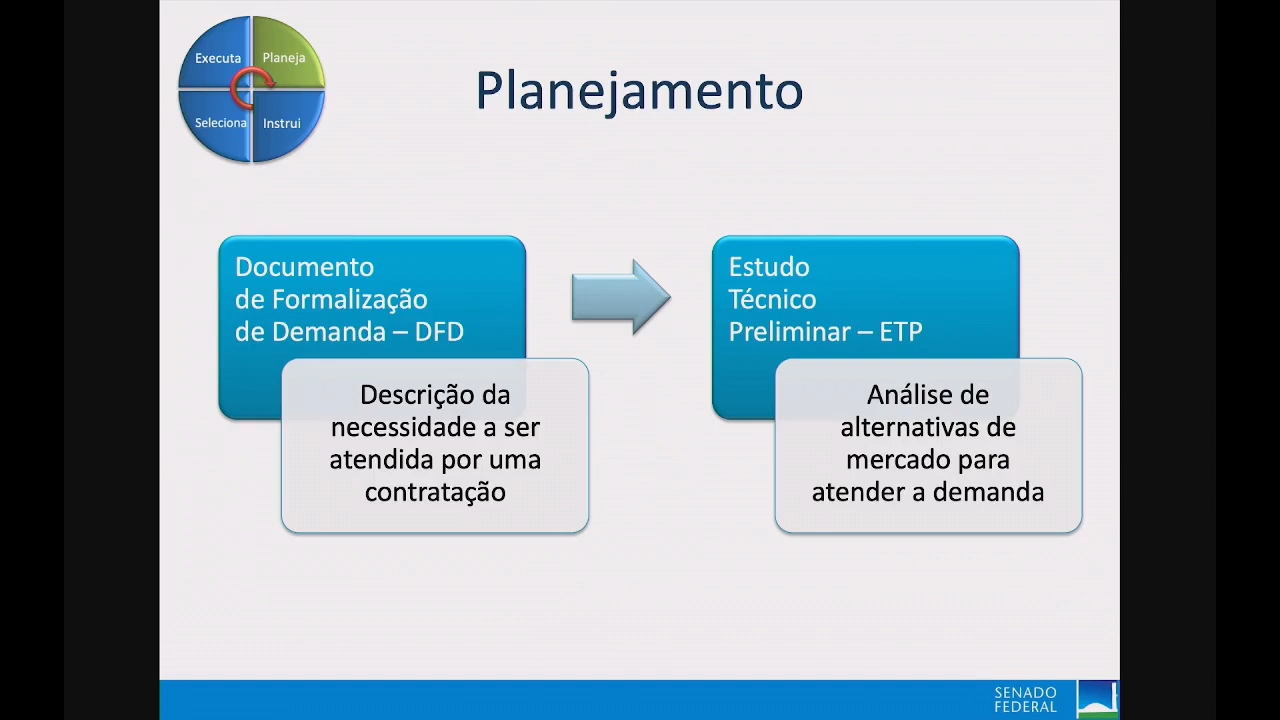 Executa
Planeja
Seleciona
Instrui
Planejamento
Documento
de Formalização
de Demanda – DFD
Descrição da
necessidade a ser
atendida por uma
contratação
Estudo
Técnico
Preliminar – ETP
Análise de
alternativas de
mercado para
atender a demanda
SENADO
FEDERAL